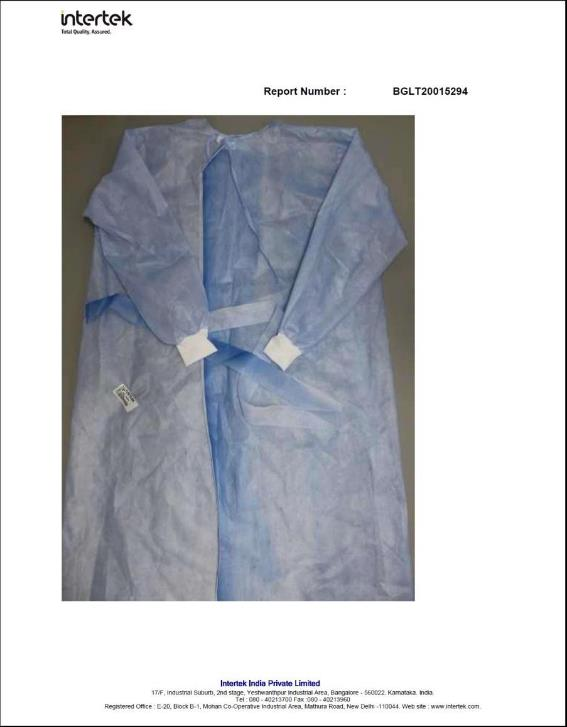 intertek
Total Quality. Assured.
Report Number : BGLT20015294
Intertek India Private Limited
17/F, Industrial Suburb, 2nd stage, Yeshwanthpur Industrial Area, Bangalore - 560022. Karnataka. India.
Tel : 080 - 40213700 Fax :080 - 40213960
Registered Office : E-20, Block B-1, Mohan Co-Operative Industrial Area, Mathura Road, New Delhi -110044. Web site : www.intertek.com.